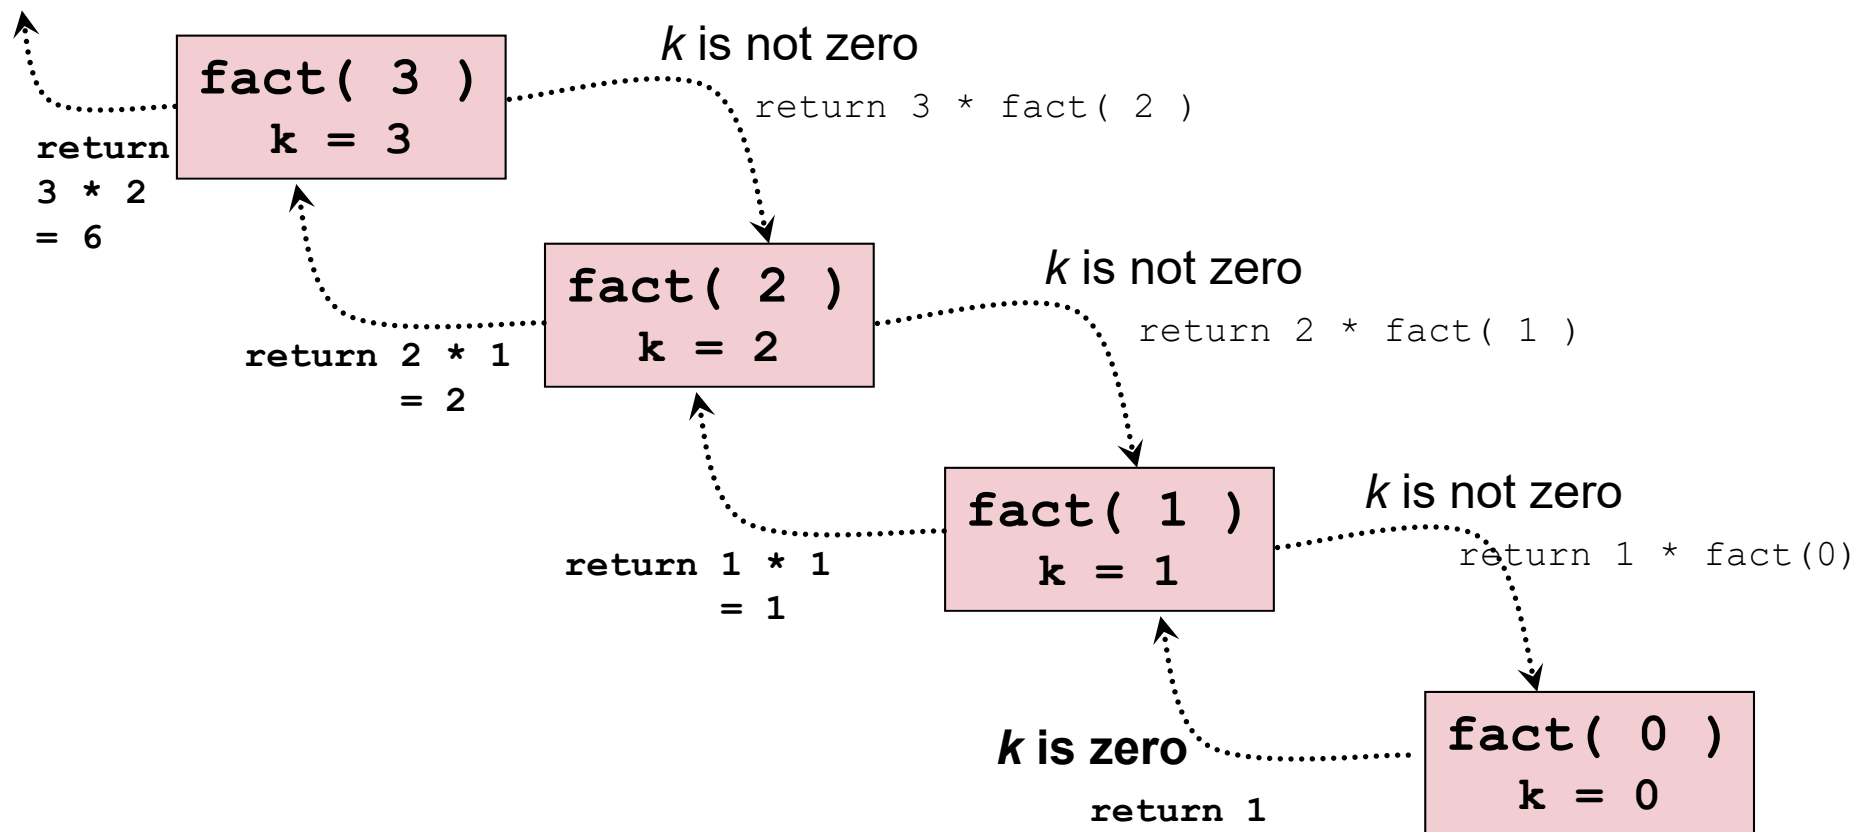 k is not zero
fact( 3 )
k = 3
return 3 * fact( 2 )
return
3 * 2
= 6
k is not zero
fact( 2 )
k = 2
return 2 * fact( 1 )
return 2 * 1
= 2
k is not zero
fact( 1 )
k = 1
return 1 * fact(0)
return 1 * 1
= 1
k is zero
return 1
fact( 0 )
k = 0